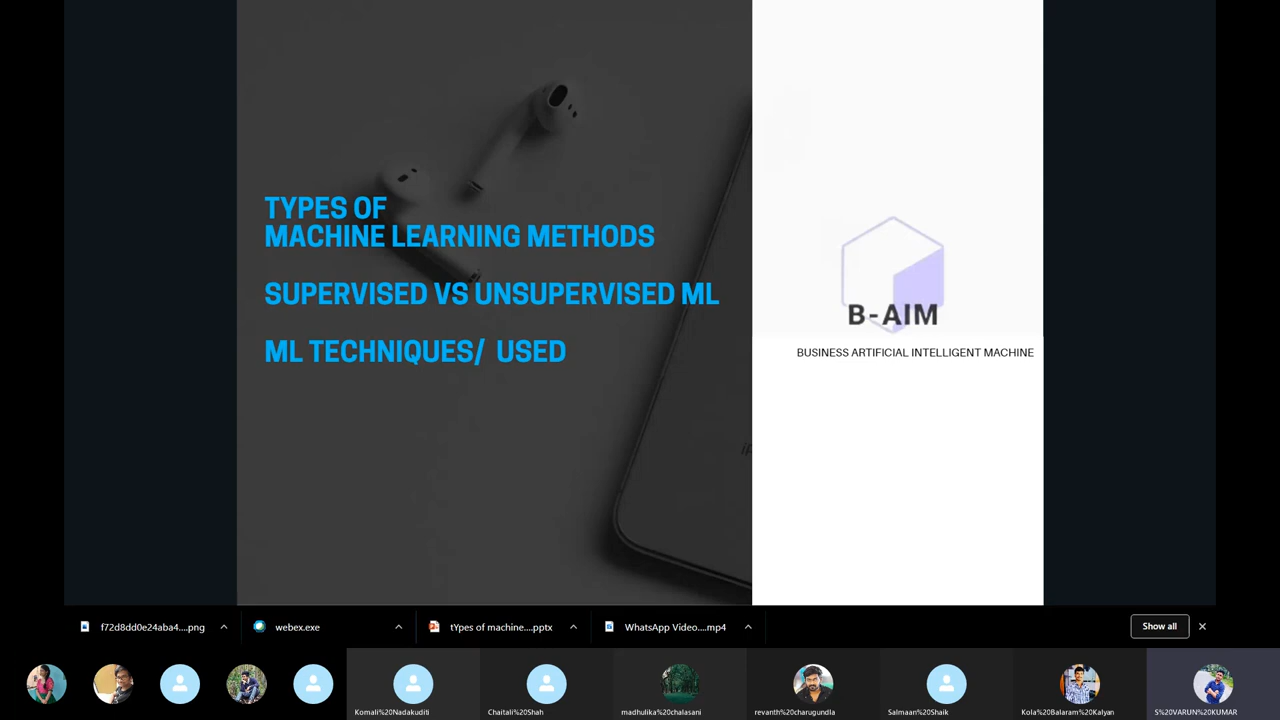 TYPES OF
MACHINE LEARNING METHODS
SUPERVISED VS UNSUPERVISED ML
ML TECHNIQUES/ USED
B-AIM
BUSINESS ARTIFICIAL INTELLIGENT MACHINE
f72d8dd0e24aba4....png
webex.exe
tYpes of machine....pptx
WhatsApp Video....mp4
Show all
Komali%20Nadakuditi
Chaitali%20Shah
madhulika%20chalasani
revanth%20charugundla
Salmaan%20Shaik
Kola%20Balaram%20Kalyan
S%20VARUN%20KUMAR